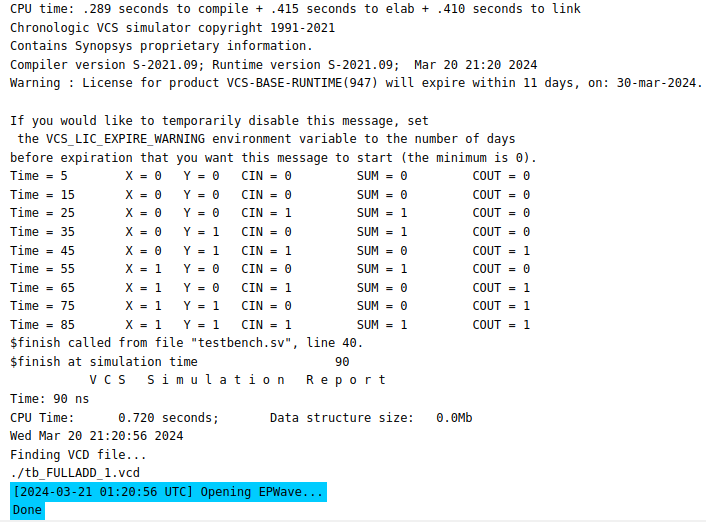 CPU time: .289 seconds to compile + .415 seconds to elab + .410 seconds to link
Chronologic VCS simulator copyright 1991-2021
Contains Synopsys proprietary information.
Compiler version S-2021.09; Runtime version S-2021.09;  Mar 20 21:20 2024
Warning : License for product VCS-BASE-RUNTIME(947) will expire within 11 days, on: 30-mar-2024.

If you would like to temporarily disable this message, set
 the VCS_LIC_EXPIRE_WARNING environment variable to the number of days
before expiration that you want this message to start (the minimum is 0).
Time = 5        X = 0   Y = 0   CIN = 0         SUM = 0         COUT = 0
Time = 15       X = 0   Y = 0   CIN = 0         SUM = 0         COUT = 0
Time = 25       X = 0   Y = 0   CIN = 1         SUM = 1         COUT = 0
Time = 35       X = 0   Y = 1   CIN = 0         SUM = 1         COUT = 0
Time = 45       X = 0   Y = 1   CIN = 1         SUM = 0         COUT = 1
Time = 55       X = 1   Y = 0   CIN = 0         SUM = 1         COUT = 0
Time = 65       X = 1   Y = 0   CIN = 1         SUM = 0         COUT = 1
Time = 75       X = 1   Y = 1   CIN = 0         SUM = 0         COUT = 1
Time = 85       X = 1   Y = 1   CIN = 1         SUM = 1         COUT = 1
$finish called from file "testbench.sv", line 40.
$finish at simulation time                   90
           V C S   S i m u l a t i o n   R e p o r t
Time: 90 ns
CPU Time:      0.720 seconds;       Data structure size:   0.0Mb
Wed Mar 20 21:20:56 2024
Finding VCD file...
./tb_FULLADD_1.vcd
[2024-03-21 01:20:56 UTC] Opening EPWave...
Done